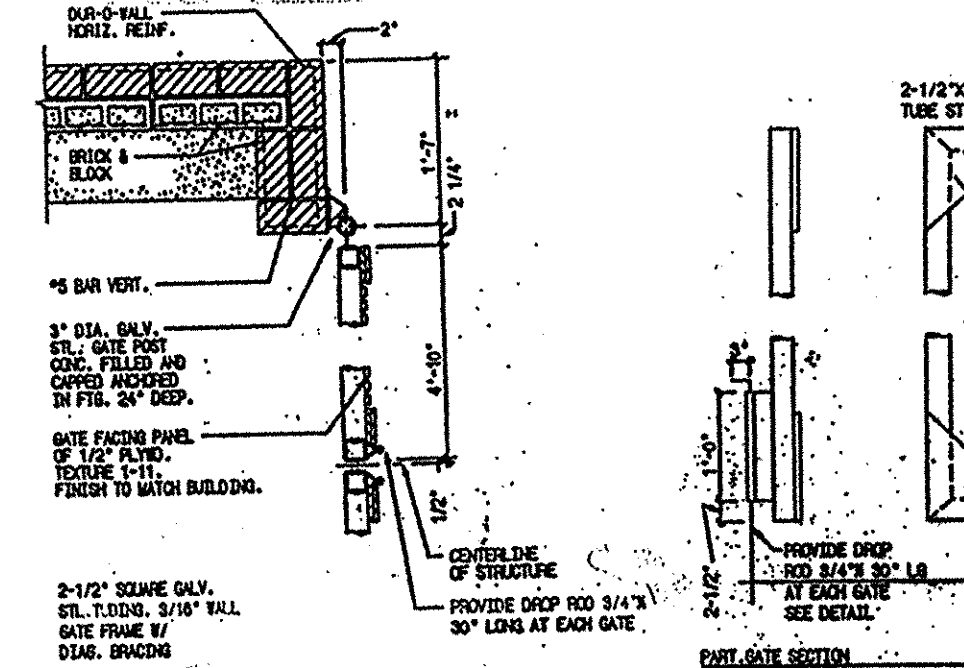 DUR-O-WALL
HORIZ. REINF.
2"
BRICK &
BLOCK
1'-7"
2 1/4"
#5 BAR VERT.
3" DIA. GALV.
STL. GATE POST
CONC. FILLED AND
CAPPED ANCHORED
IN FTG. 24" DEEP.
4'-10"
GATE FACING PANEL
OF 1/2" PLYWD.
TEXTURE 1-11.
FINISH TO MATCH BUILDING.
1/2"
CENTERLINE
OF STRUCTURE
2-1/2" SQUARE GALV.
STL. TUBING. 3/16" WALL
GATE FRAME W/
DIAG. BRACING
PROVIDE DROP ROD 3/4"X
30" LONG AT EACH GATE
2-1/2"X
TUBE ST
1'-0"
2-1/2"
PROVIDE DROP
ROD 3/4"X 30" LG
AT EACH GATE
SEE DETAIL
PART. GATE SECTION